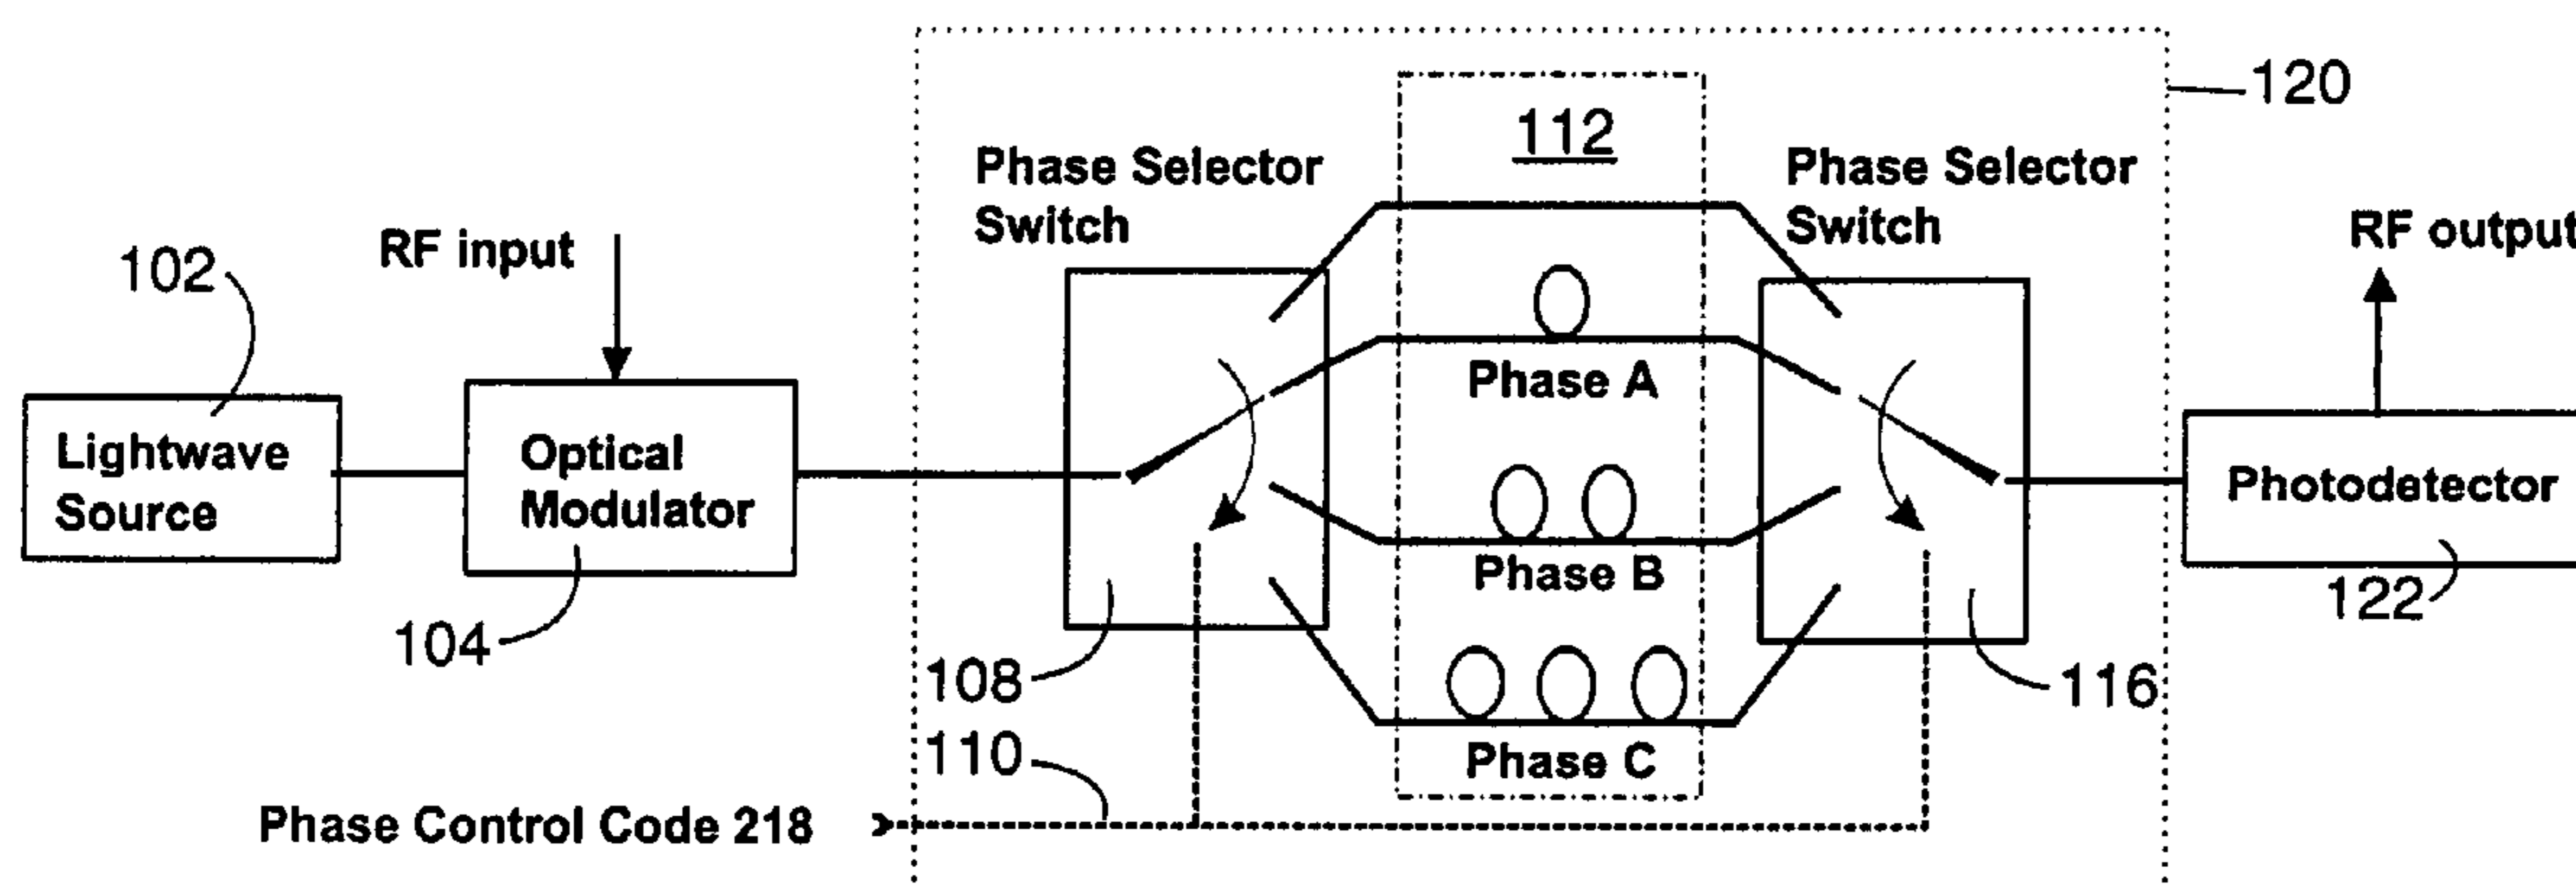 120
112
Phase Selector
Switch
Phase Selector
Switch
RF input
RF output
102
Phase A
Lightwave
Source
Optical
Modulator
Photodetector
Phase B
122
104
108
116
110
Phase C
Phase Control Code 218